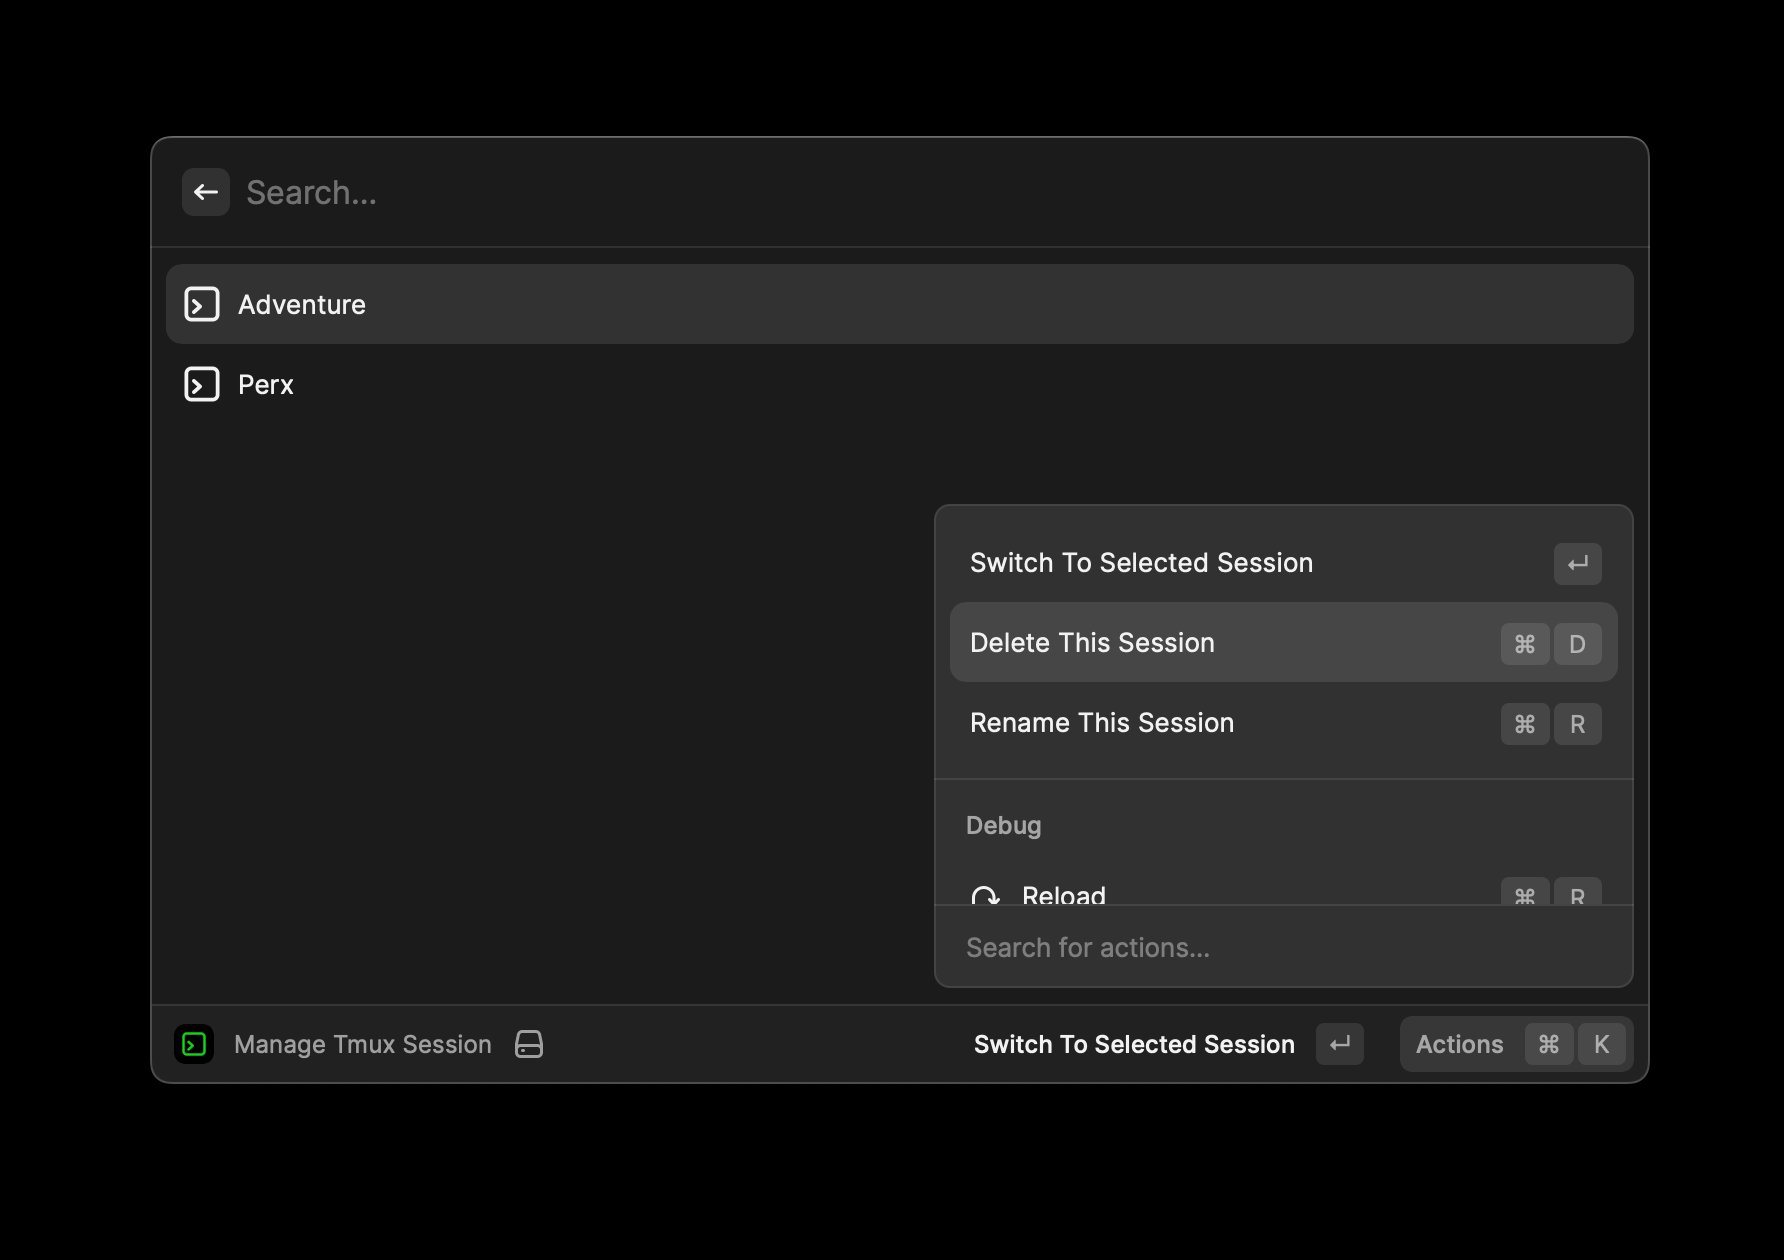 Search...
Adventure
Perx
Switch To Selected Session ↵
Delete This Session ⌘ D
Rename This Session ⌘ R
Debug
Reload ⌘ R
Search for actions...
Manage Tmux Session Switch To Selected Session ↵ Actions ⌘ K